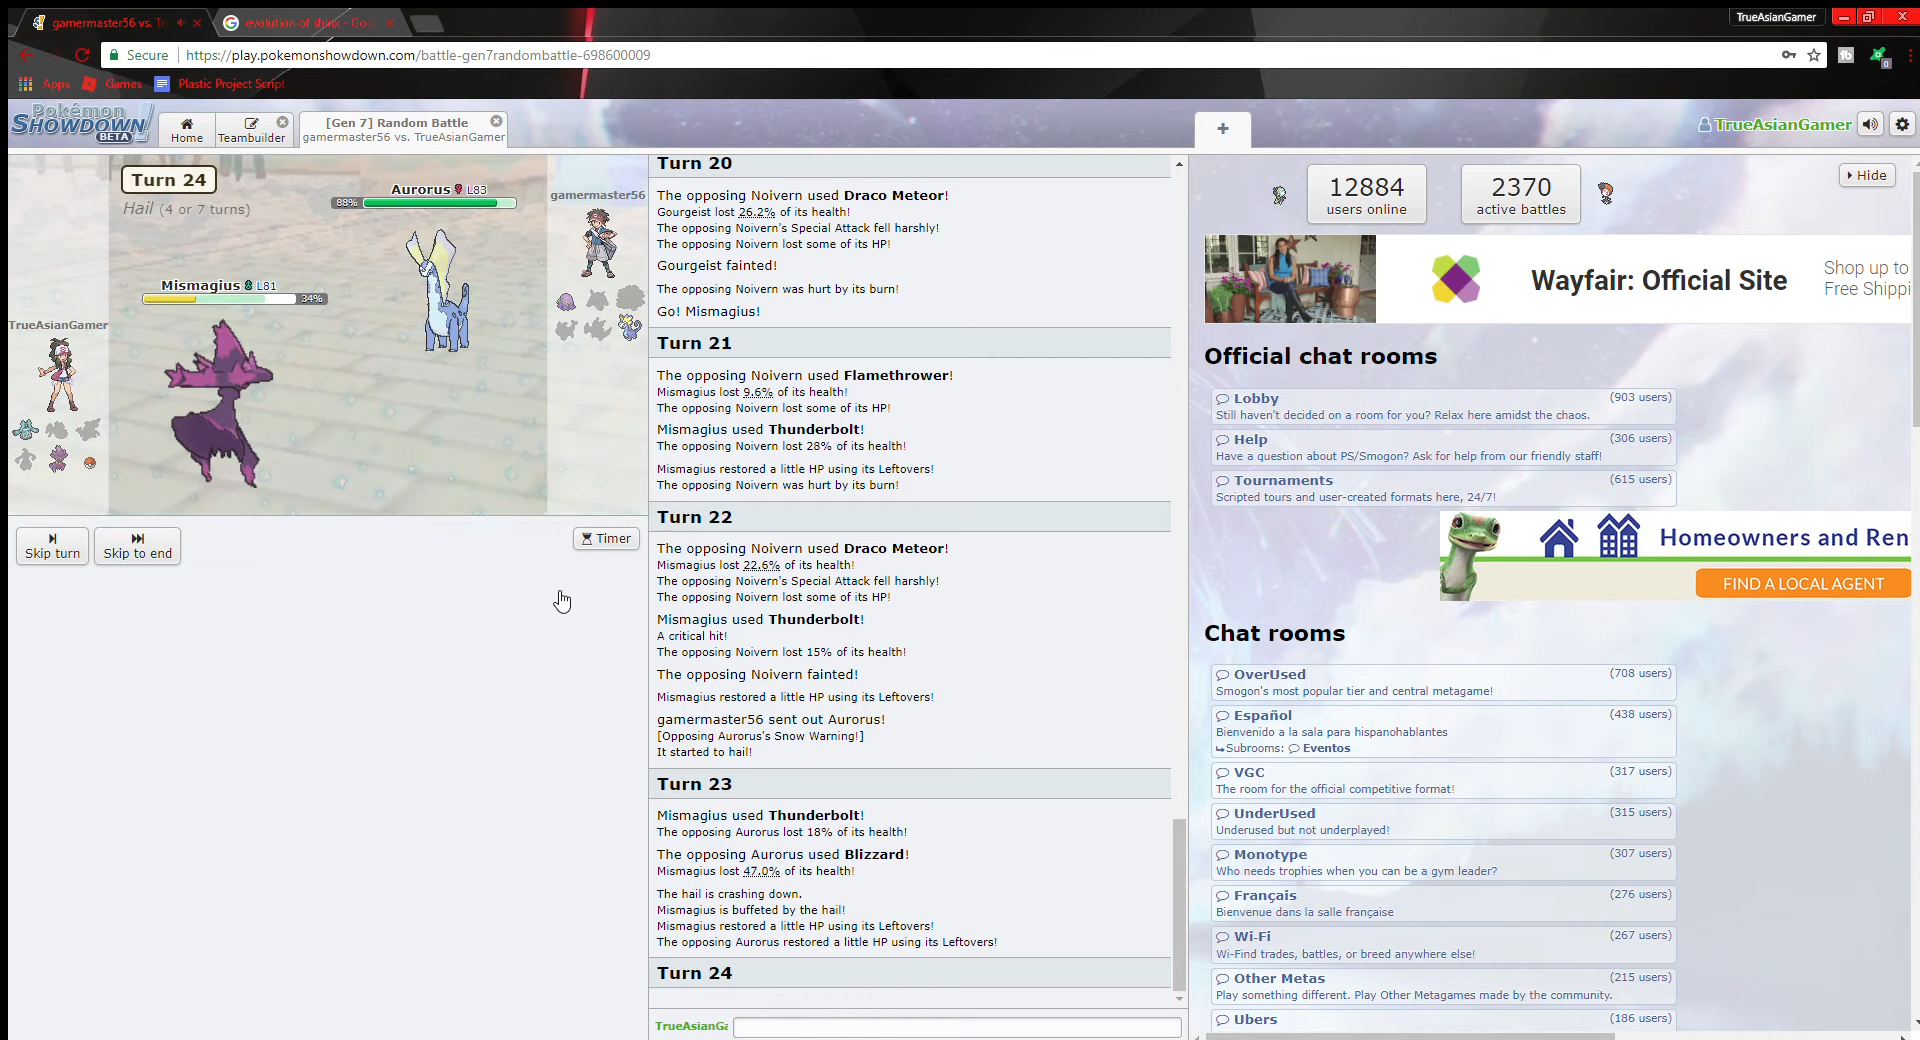 gamermaster56 vs. Tr
evolution of shinx - Goo
TrueAsianGamer
Secure
https://play.pokemonshowdown.com/battle-gen7randombattle-698600009
Apps
Games
Plastic Project Script
Pokémon
SHOWDOWN!
BETA
Home
Teambuilder
[Gen 7] Random Battle
gamermaster56 vs. TrueAsianGamer
+
TrueAsianGamer
Turn 24
Hail (4 or 7 turns)
Aurorus L83
88%
gamermaster56
Mismagius L81
34%
TrueAsianGamer
Skip turn
Skip to end
Timer
Turn 20
The opposing Noivern used Draco Meteor!
Gourgeist lost 26.2% of its health!
The opposing Noivern's Special Attack fell harshly!
The opposing Noivern lost some of its HP!
Gourgeist fainted!
The opposing Noivern was hurt by its burn!
Go! Mismagius!
Turn 21
The opposing Noivern used Flamethrower!
Mismagius lost 9.6% of its health!
The opposing Noivern lost some of its HP!
Mismagius used Thunderbolt!
The opposing Noivern lost 28% of its health!
Mismagius restored a little HP using its Leftovers!
The opposing Noivern was hurt by its burn!
Turn 22
The opposing Noivern used Draco Meteor!
Mismagius lost 22.6% of its health!
The opposing Noivern's Special Attack fell harshly!
The opposing Noivern lost some of its HP!
Mismagius used Thunderbolt!
A critical hit!
The opposing Noivern lost 15% of its health!
The opposing Noivern fainted!
Mismagius restored a little HP using its Leftovers!
gamermaster56 sent out Aurorus!
[Opposing Aurorus's Snow Warning!]
It started to hail!
Turn 23
Mismagius used Thunderbolt!
The opposing Aurorus lost 18% of its health!
The opposing Aurorus used Blizzard!
Mismagius lost 47.0% of its health!
The hail is crashing down.
Mismagius is buffeted by the hail!
Mismagius restored a little HP using its Leftovers!
The opposing Aurorus restored a little HP using its Leftovers!
Turn 24
TrueAsianGa
12884
users online
2370
active battles
Hide
Wayfair: Official Site
Shop up to
Free Shippi
Official chat rooms
Lobby (903 users)
Still haven't decided on a room for you? Relax here amidst the chaos.
Help (306 users)
Have a question about PS/Smogon? Ask for help from our friendly staff!
Tournaments (615 users)
Scripted tours and user-created formats here, 24/7!
Homeowners and Ren
FIND A LOCAL AGENT
Chat rooms
OverUsed (708 users)
Smogon's most popular tier and central metagame!
Español (438 users)
Bienvenido a la sala para hispanohablantes
Subrooms: Eventos
VGC (317 users)
The room for the official competitive format!
UnderUsed (315 users)
Underused but not underplayed!
Monotype (307 users)
Who needs trophies when you can be a gym leader?
Français (276 users)
Bienvenue dans la salle française
Wi-Fi (267 users)
Wi-Find trades, battles, or breed anywhere else!
Other Metas (215 users)
Play something different. Play Other Metagames made by the community.
Ubers (186 users)